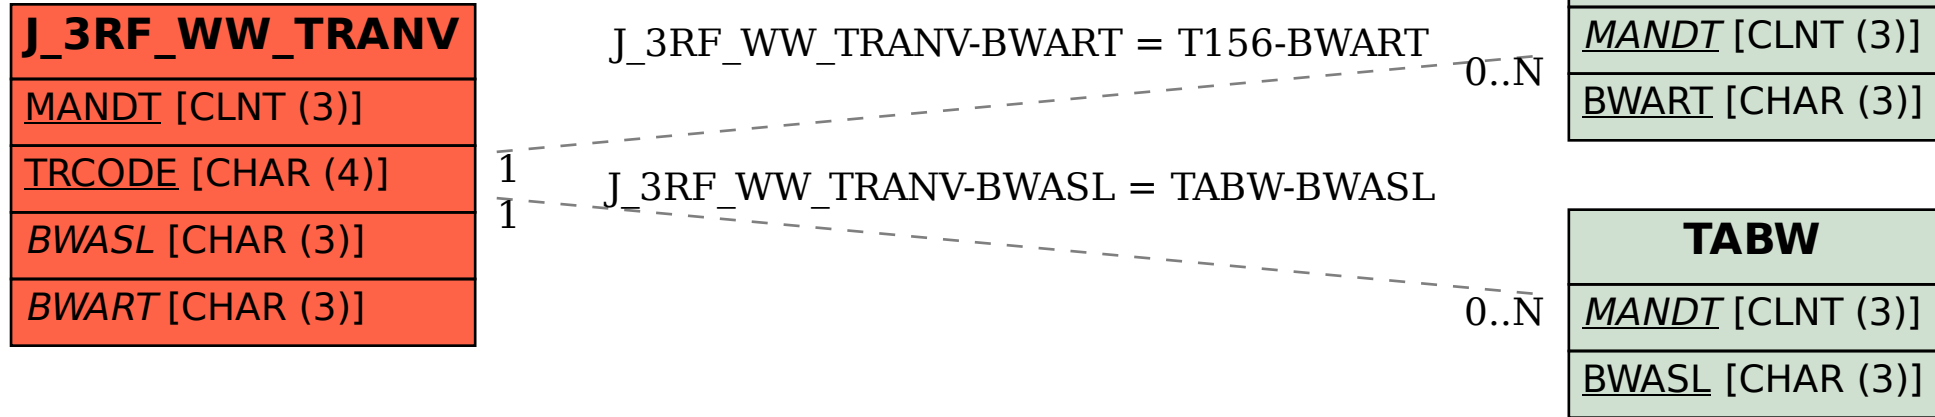 J_3RF_WW_TRANV
MANDT [CLNT (3)]
TRCODE [CHAR (4)]
BWASL [CHAR (3)]
BWART [CHAR (3)]
J_3RF_WW_TRANV-BWART = T156-BWART
0..N
1
J_3RF_WW_TRANV-BWASL = TABW-BWASL
1
0..N
MANDT [CLNT (3)]
BWART [CHAR (3)]
TABW
MANDT [CLNT (3)]
BWASL [CHAR (3)]